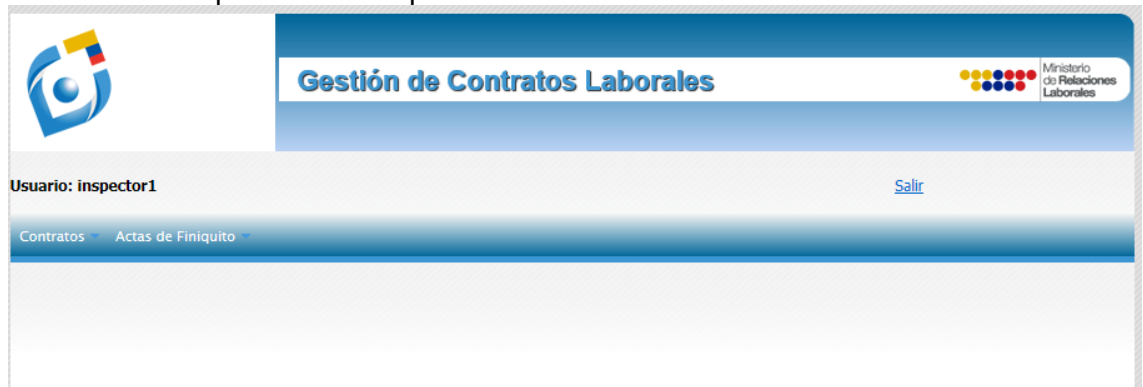 Gestión de Contratos Laborales
Ministerio
de Relaciones
Laborales
Usuario: inspector1
Salir
Contratos
Actas de Finiquito